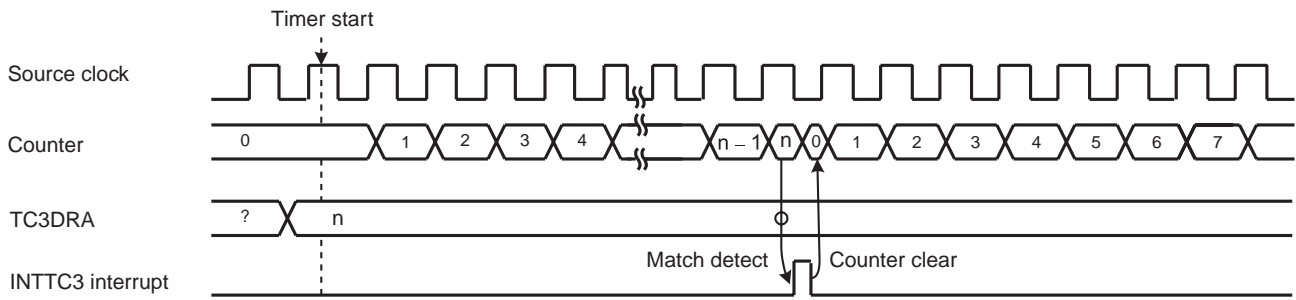 Timer start
Source clock
Counter 0 1 2 3 4 n – 1 n 0 1 2 3 4 5 6 7
TC3DRA ? n
Match detect Counter clear
INTTC3 interrupt